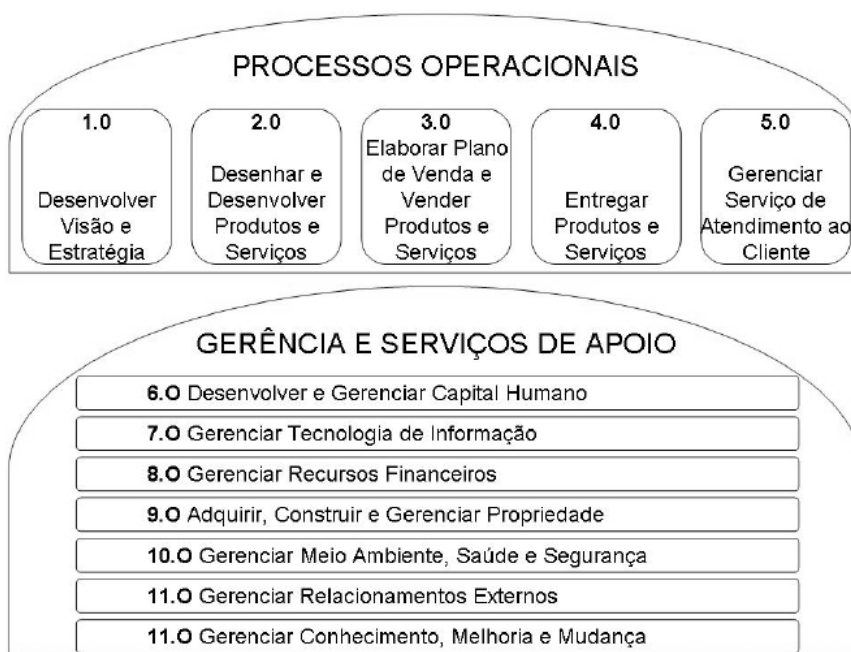 PROCESSOS OPERACIONAIS
1.0
Desenvolver
Visão e
Estratégia
2.0
Desenhar e
Desenvolver
Produtos e
Serviços
3.0
Elaborar Plano
de Venda e
Vender
Produtos e
Serviços
4.0
Entregar
Produtos e
Serviços
5.0
Gerenciar
Serviço de
Atendimento ao
Cliente
GERÊNCIA E SERVIÇOS DE APOIO
6.O Desenvolver e Gerenciar Capital Humano
7.O Gerenciar Tecnologia de Informação
8.O Gerenciar Recursos Financeiros
9.O Adquirir, Construir e Gerenciar Propriedade
10.O Gerenciar Meio Ambiente, Saúde e Segurança
11.O Gerenciar Relacionamentos Externos
11.O Gerenciar Conhecimento, Melhoria e Mudança